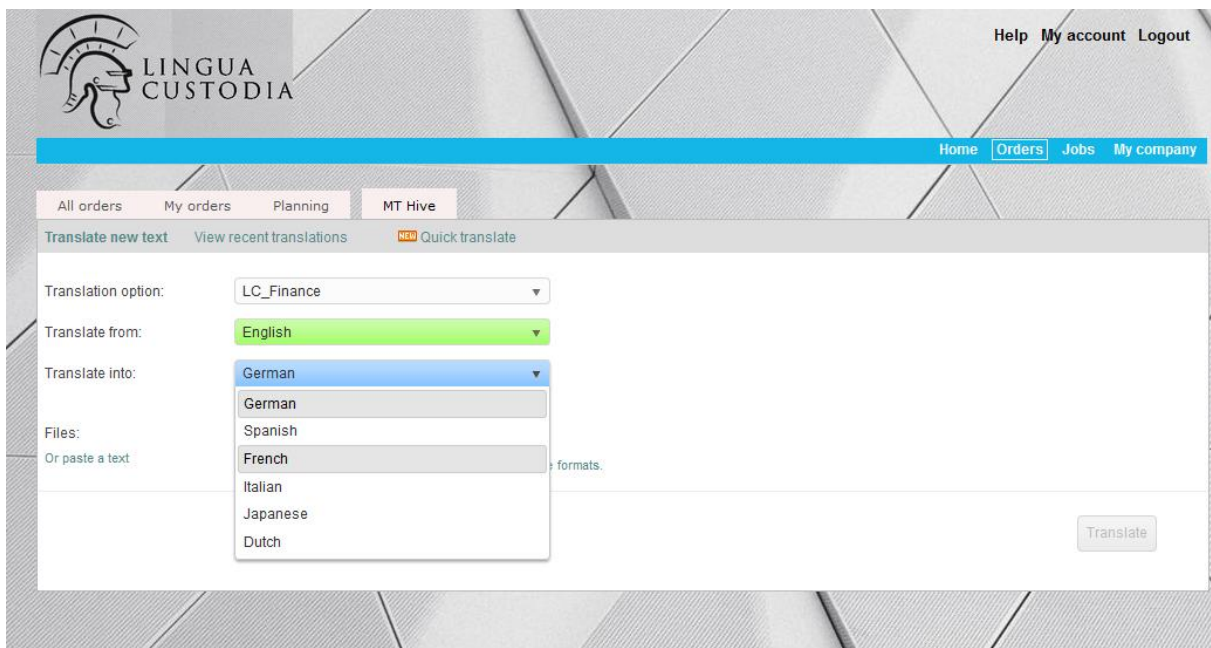 Help My account Logout
LINGUA
CUSTODIA
Home Orders Jobs My company
All orders My orders Planning MT Hive
Translate new text View recent translations NEW Quick translate
Translation option: LC_Finance
Translate from: English
Translate into: German
German
Files: Spanish
Or paste a text French formats.
Italian
Japanese
Dutch
Translate